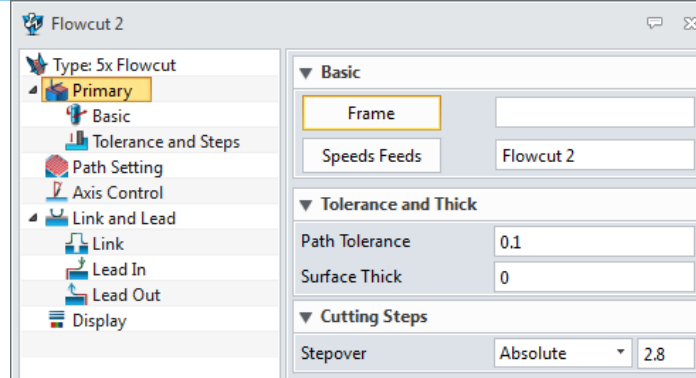 Flowcut 2
Type: 5x Flowcut
Primary
Basic
Tolerance and Steps
Path Setting
Axis Control
Link and Lead
Link
Lead In
Lead Out
Display
Basic
Frame
Speeds Feeds Flowcut 2
Tolerance and Thick
Path Tolerance 0.1
Surface Thick 0
Cutting Steps
Stepover Absolute 2.8